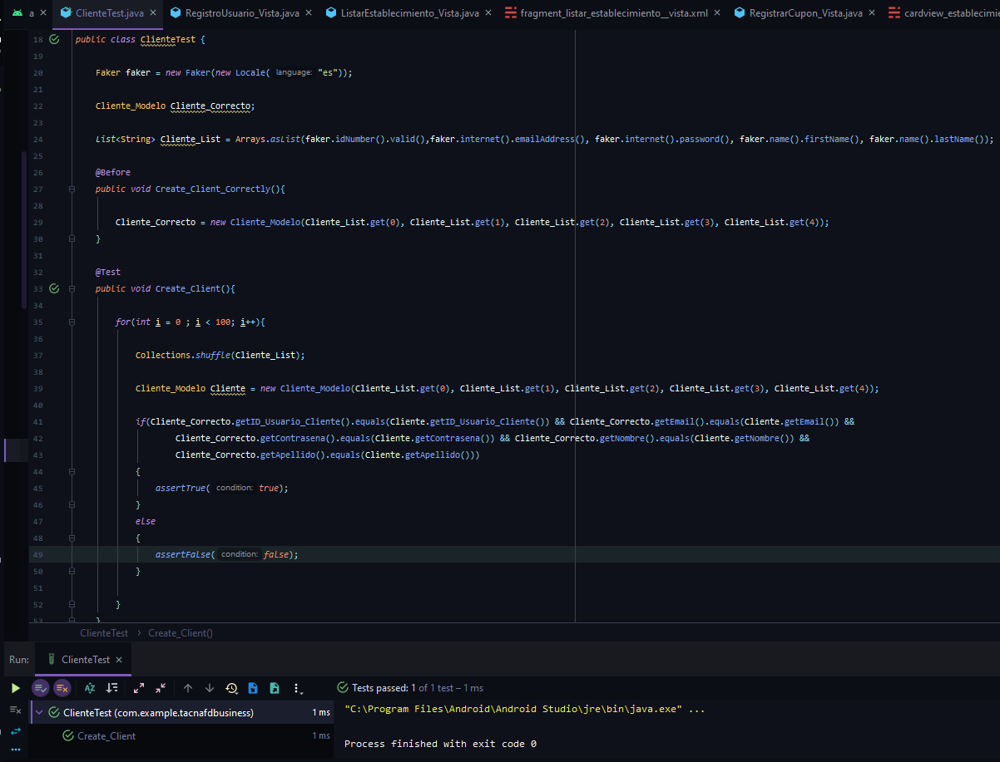 a ClienteTest.java RegistroUsuario_Vista.java ListarEstablecimiento_Vista.java fragment_listar_establecimiento__vista.xml RegistrarCupon_Vista.java cardview_establecimie
18 public class ClienteTest {
19
20 Faker faker = new Faker(new Locale( language: "es"));
21
22 Cliente_Modelo Cliente_Correcto;
23
24 List<String> Cliente_List = Arrays.asList(faker.idNumber().valid(),faker.internet().emailAddress(), faker.internet().password(), faker.name().firstName(), faker.name().lastName());
25
26 @Before
27 public void Create_Client_Correctly(){
28
29 Cliente_Correcto = new Cliente_Modelo(Cliente_List.get(0), Cliente_List.get(1), Cliente_List.get(2), Cliente_List.get(3), Cliente_List.get(4));
30 }
31
32 @Test
33 public void Create_Client(){
34
35 for(int i = 0 ; i < 100; i++){
36
37 Collections.shuffle(Cliente_List);
38
39 Cliente_Modelo Cliente = new Cliente_Modelo(Cliente_List.get(0), Cliente_List.get(1), Cliente_List.get(2), Cliente_List.get(3), Cliente_List.get(4));
40
41 if(Cliente_Correcto.getID_Usuario_Cliente().equals(Cliente.getID_Usuario_Cliente()) && Cliente_Correcto.getEmail().equals(Cliente.getEmail()) &&
42 Cliente_Correcto.getContrasena().equals(Cliente.getContrasena()) && Cliente_Correcto.getNombre().equals(Cliente.getNombre()) &&
43 Cliente_Correcto.getApellido().equals(Cliente.getApellido()))
44 {
45 assertTrue( condition: true);
46 }
47 else
48 {
49 assertFalse( condition: false);
50 }
51
52 }
53 }
ClienteTest > Create_Client()
Run: ClienteTest
Tests passed: 1 of 1 test – 1 ms
ClienteTest (com.example.tacnafdbusiness) 1 ms
Create_Client 1 ms
"C:\Program Files\Android\Android Studio\jre\bin\java.exe" ...
Process finished with exit code 0